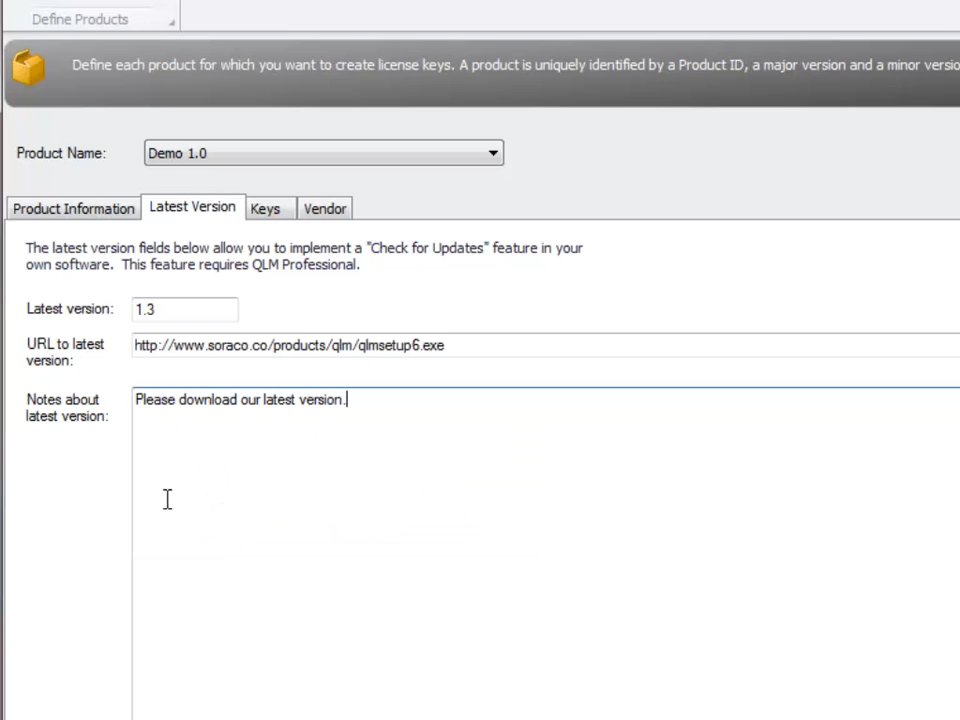 Define Products
Define each product for which you want to create license keys. A product is uniquely identified by a Product ID, a major version and a minor versio
Product Name:
Demo 1.0
Product Information
Latest Version
Keys
Vendor
The latest version fields below allow you to implement a "Check for Updates" feature in your
own software. This feature requires QLM Professional.
Latest version:
1.3
URL to latest
version:
http://www.soraco.co/products/qlm/qlmsetup6.exe
Notes about
latest version:
Please download our latest version.